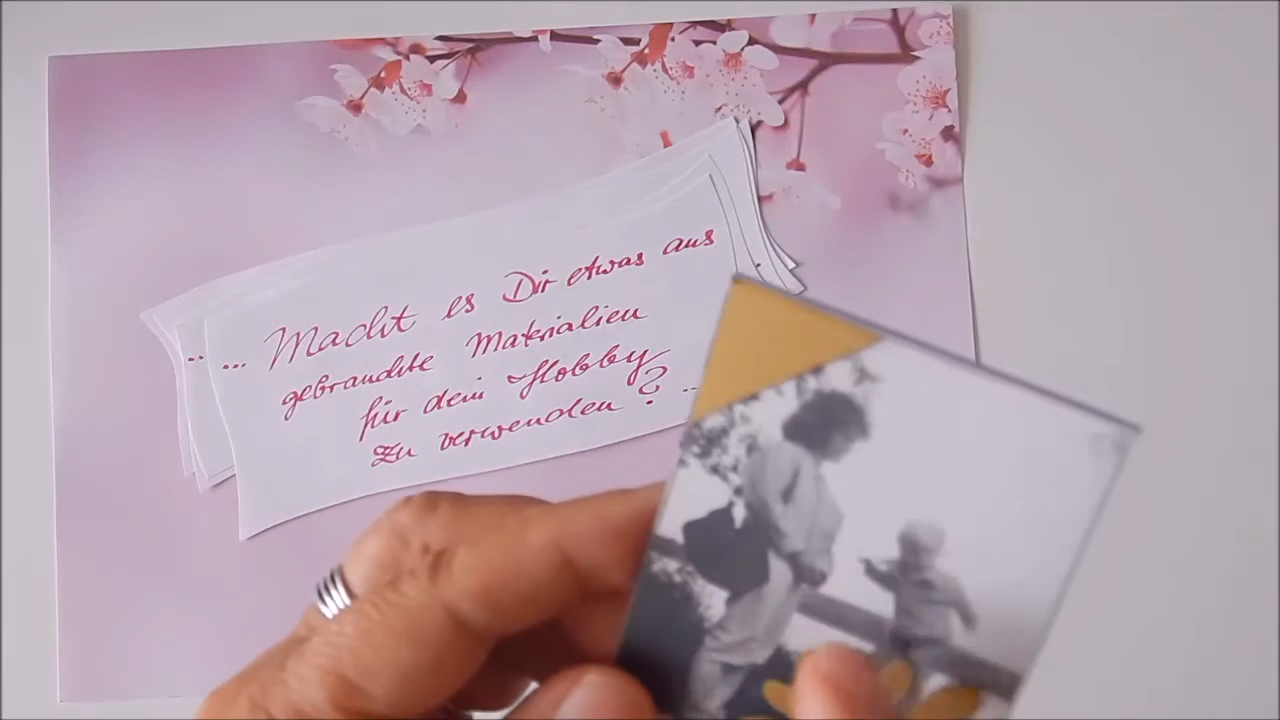 ... Macht es Dir etwas aus
gebrauchte Materialien
für dein Hobby
zu verwenden? ...